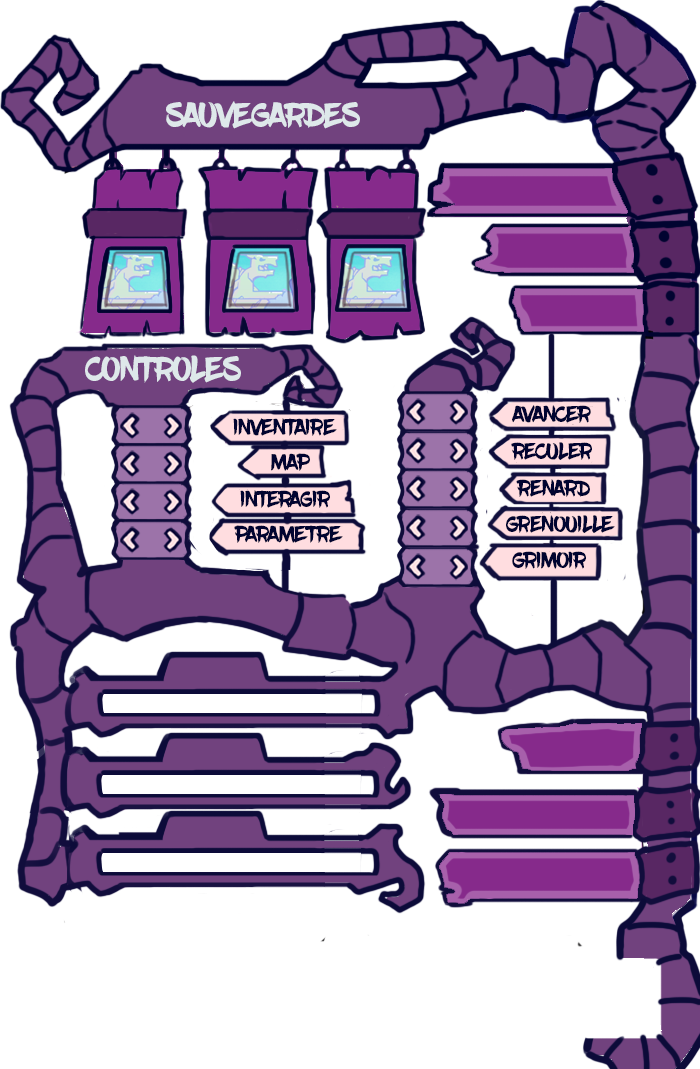 SAUVEGARDES
CONTROLES
INVENTAIRE
MAP
INTERAGIR
PARAMETRE
AVANCER
RECULER
RENARD
GRENOUILLE
GRIMOIR